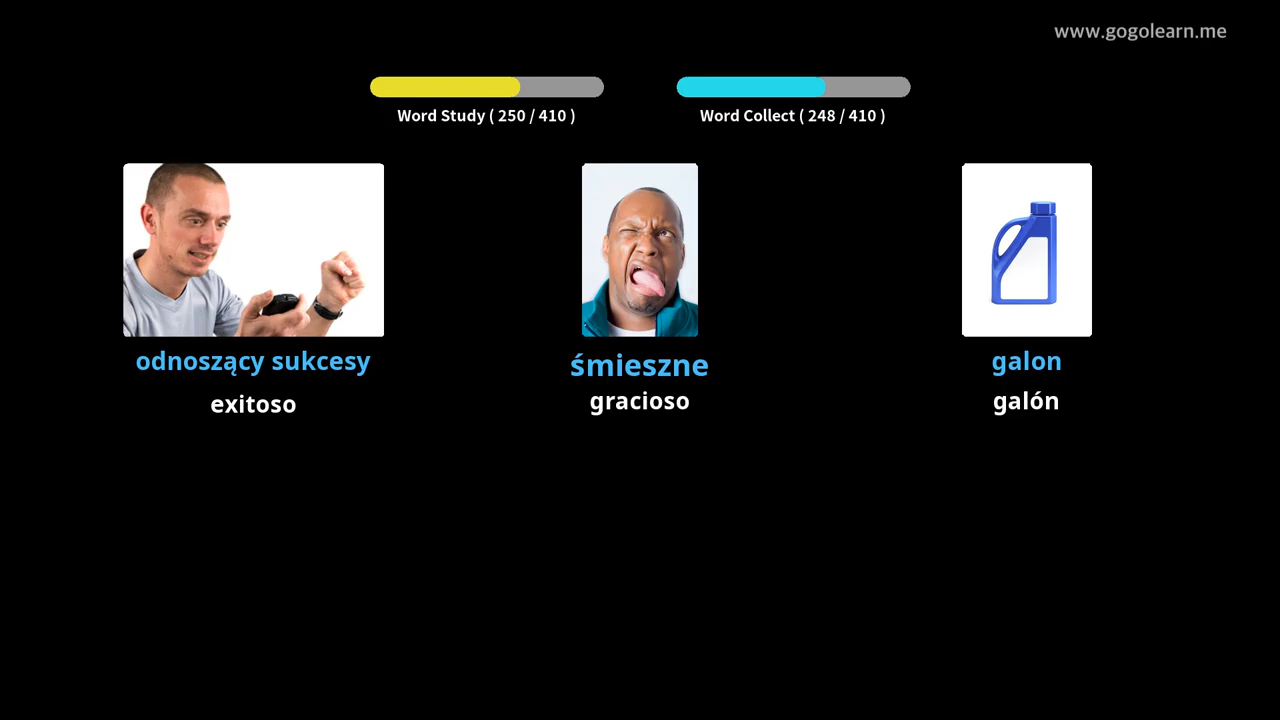 www.gogolearn.me
Word Study ( 250 / 410 )
Word Collect ( 248 / 410 )
odnoszący sukcesy
śmieszne
galon
exitoso
gracioso
galón